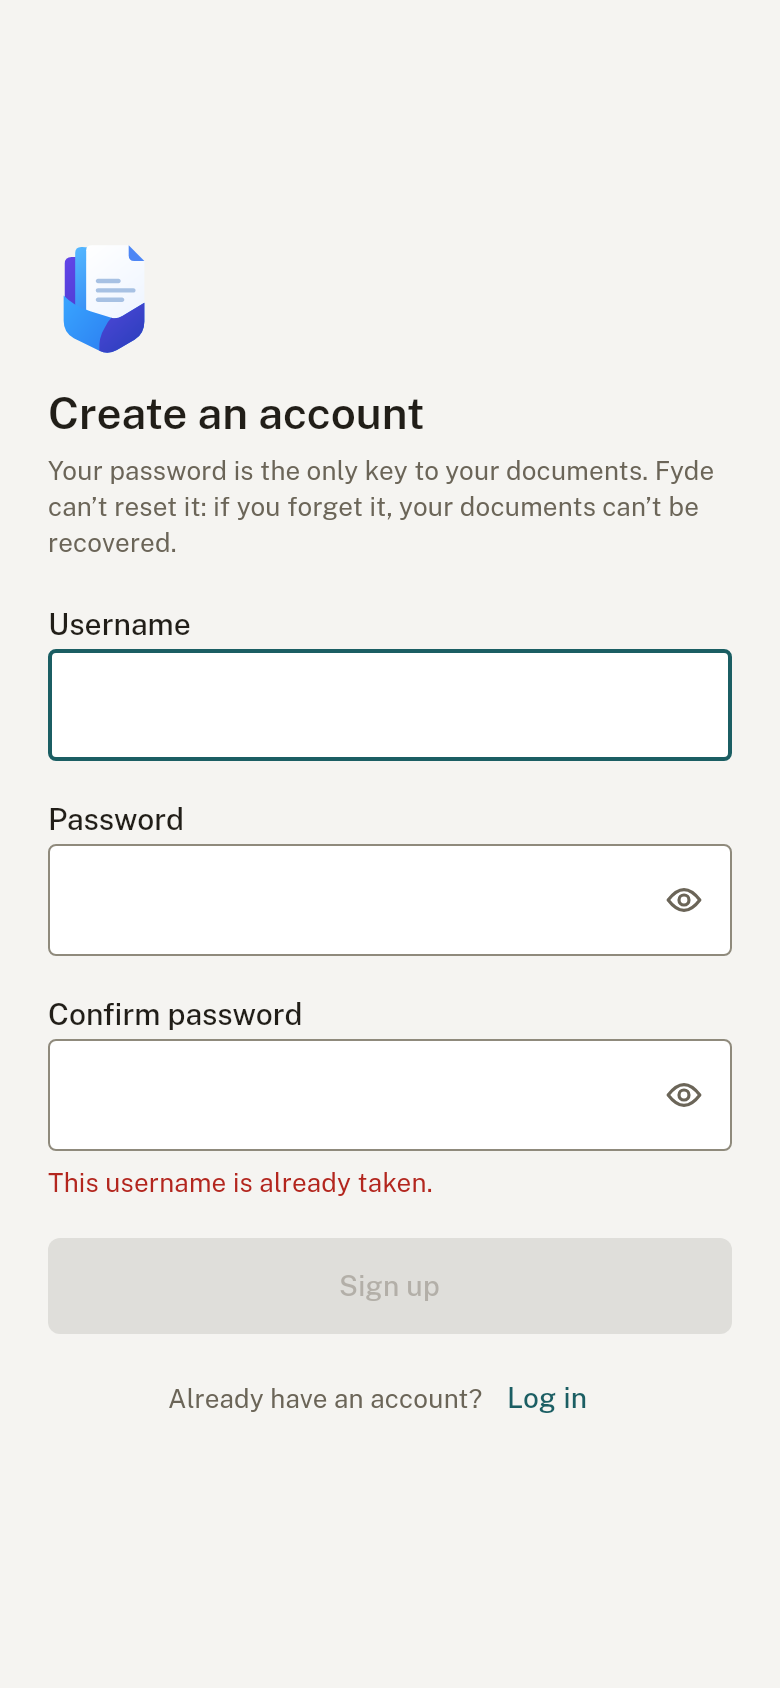 Create an account
Your password is the only key to your documents. Fyde
can’t reset it: if you forget it, your documents can’t be
recovered.
Username
Password
Confirm password
This username is already taken.
Sign up
Already have an account? Log in